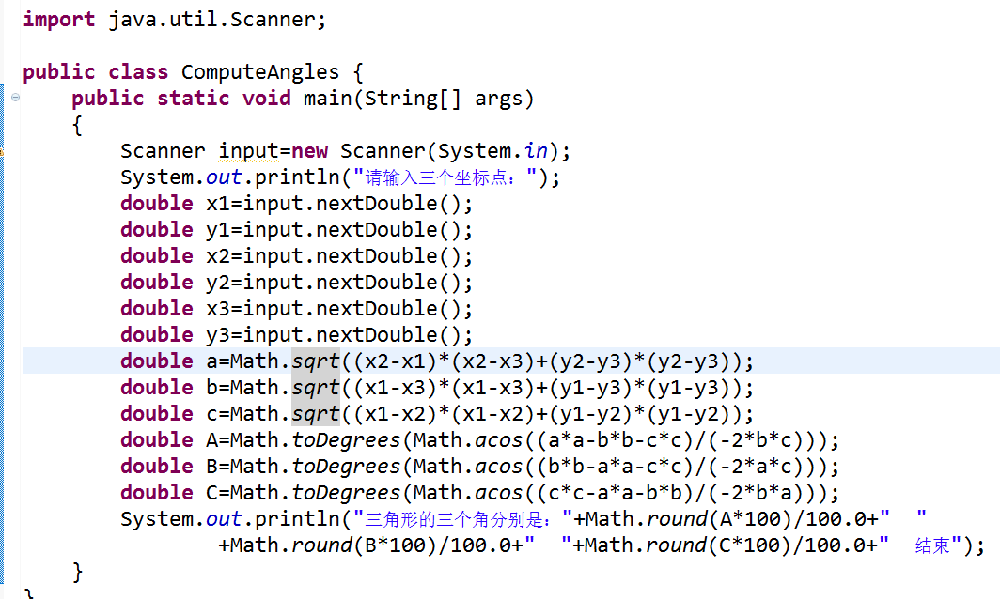 import java.util.Scanner;
public class ComputeAngles {
public static void main(String[] args)
{
Scanner input=new Scanner(System.in);
System.out.println("请输入三个坐标点：");
double x1=input.nextDouble();
double y1=input.nextDouble();
double x2=input.nextDouble();
double y2=input.nextDouble();
double x3=input.nextDouble();
double y3=input.nextDouble();
double a=Math.sqrt((x2-x1)*(x2-x3)+(y2-y3)*(y2-y3));
double b=Math.sqrt((x1-x3)*(x1-x3)+(y1-y3)*(y1-y3));
double c=Math.sqrt((x1-x2)*(x1-x2)+(y1-y2)*(y1-y2));
double A=Math.toDegrees(Math.acos((a*a-b*b-c*c)/(-2*b*c)));
double B=Math.toDegrees(Math.acos((b*b-a*a-c*c)/(-2*a*c)));
double C=Math.toDegrees(Math.acos((c*c-a*a-b*b)/(-2*b*a)));
System.out.println("三角形的三个角分别是："+Math.round(A*100)/100.0+"  "
+Math.round(B*100)/100.0+"  "+Math.round(C*100)/100.0+"  结束");
}
}